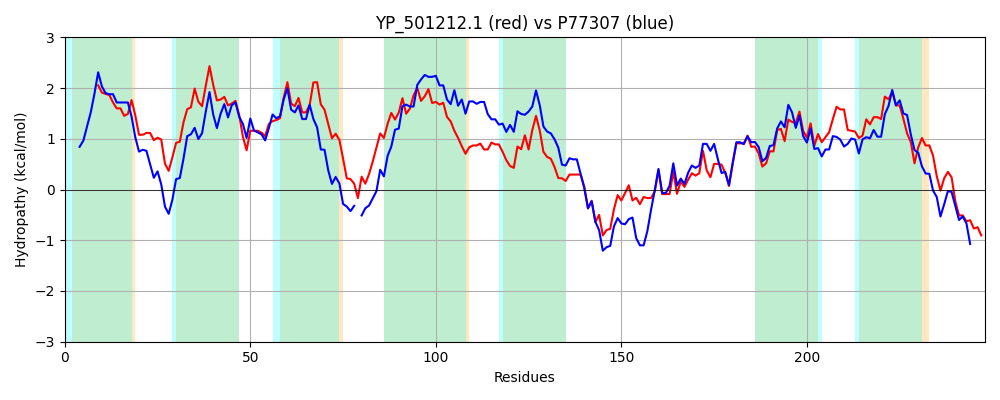 YP_501212.1 (red) vs P77307 (blue)
Hydropathy (kcal/mol)
3
2
1
0
−1
−2
−3
0 50 100 150 200
Residues